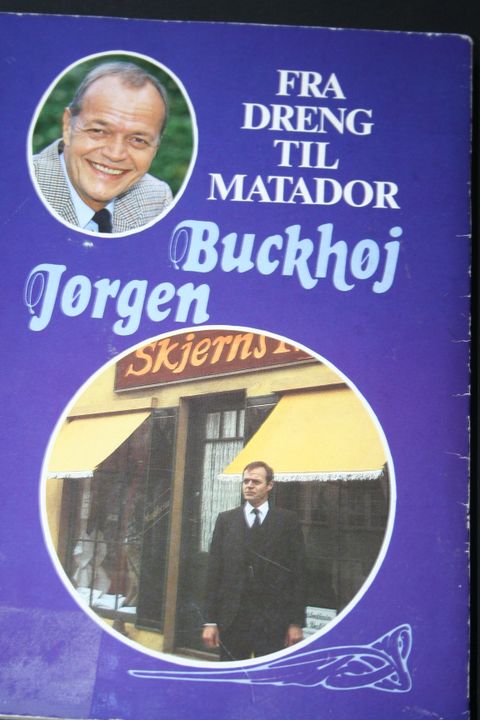 FRA
DRENG
TIL
MATADOR
Buckhøj
Jørgen
Skjerns